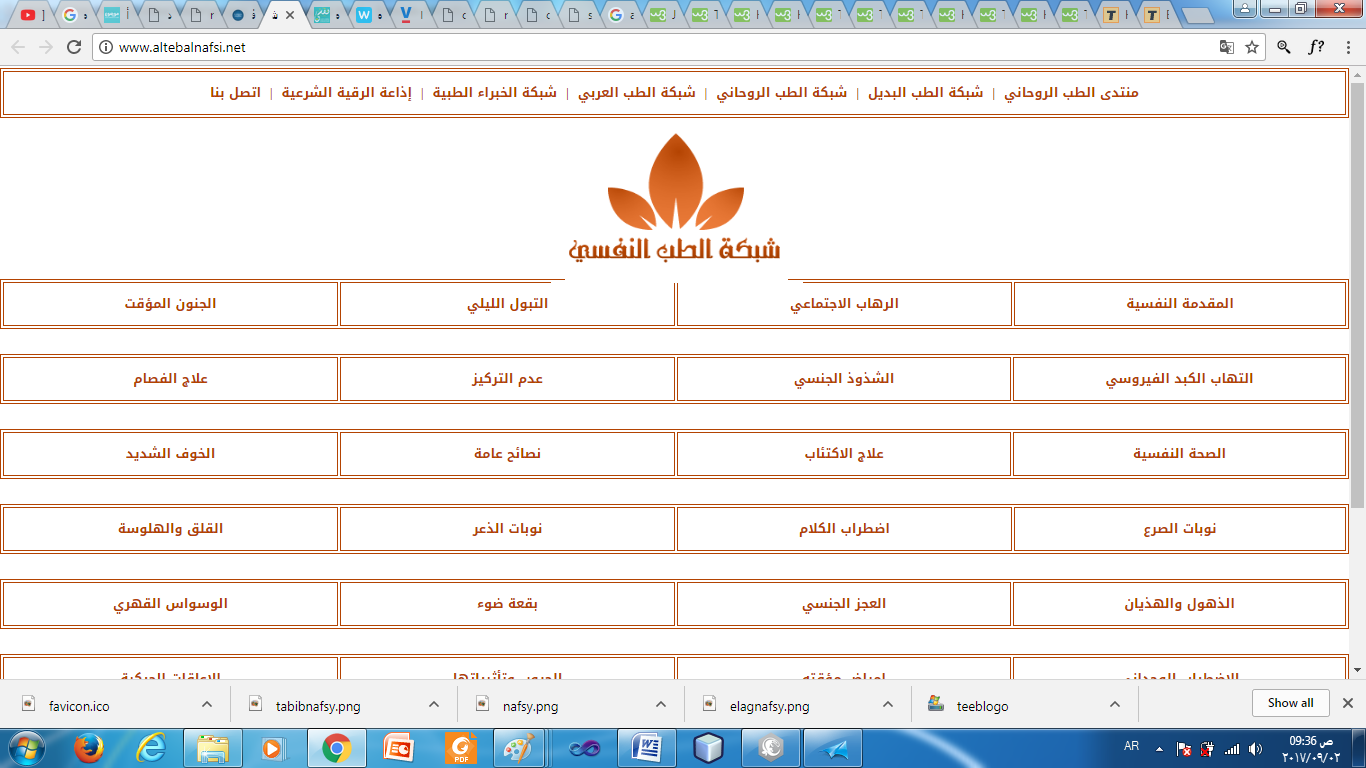 www.altebalnafsi.net
منتدى الطب الروحاني | شبكة الطب البديل | شبكة الطب الروحاني | شبكة الطب العربي | شبكة الخبراء الطبية | إذاعة الرقية الشرعية | اتصل بنا
شبكة الطب النفسي
المقدمة النفسية الرهاب الاجتماعي التبول الليلي الجنون المؤقت
التهاب الكبد الفيروسي الشذوذ الجنسي عدم التركيز علاج الفصام
الصحة النفسية علاج الاكتئاب نصائح عامة الخوف الشديد
نوبات الصرع اضطراب الكلام نوبات الذعر القلق والهلوسة
الذهول والهذيان العجز الجنسي بقعة ضوء الوسواس القهري
favicon.ico tabibnafsy.png nafsy.png elagnafsy.png teeblogo Show all
AR 09:36 ص
٢٠١٧/٠٩/٠٢